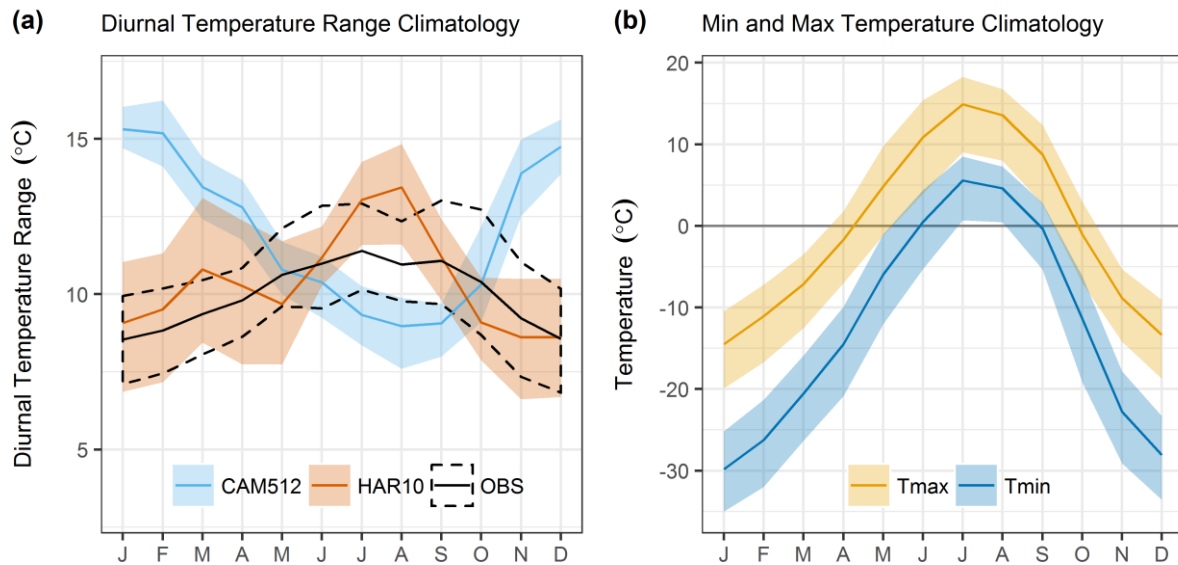 (a) Diurnal Temperature Range Climatology
Diurnal Temperature Range (°C)
15
10
5
CAM512 HAR10 OBS
J F M A M J J A S O N D
(b) Min and Max Temperature Climatology
Temperature (°C)
20
10
0
-10
-20
-30
Tmax Tmin
J F M A M J J A S O N D